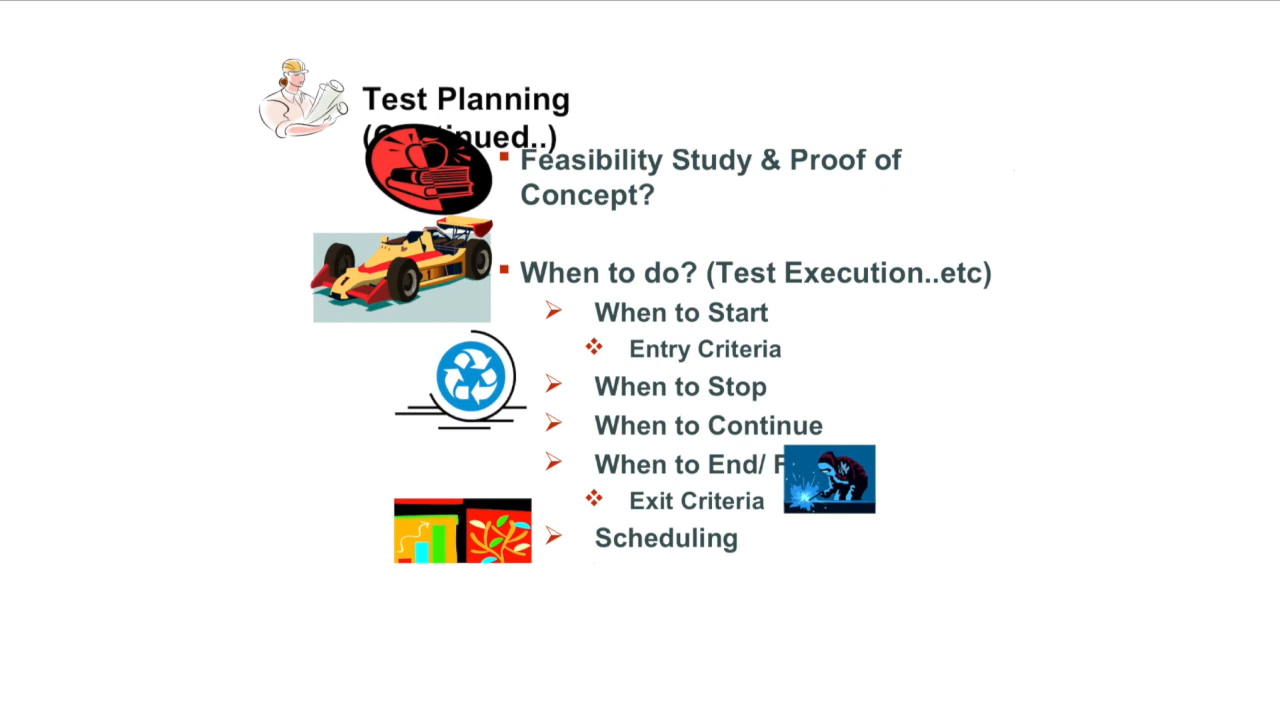 Test Planning
(Continued..)
Feasibility Study & Proof of
Concept?
When to do? (Test Execution..etc)
When to Start
Entry Criteria
When to Stop
When to Continue
When to End/
Exit Criteria
Scheduling